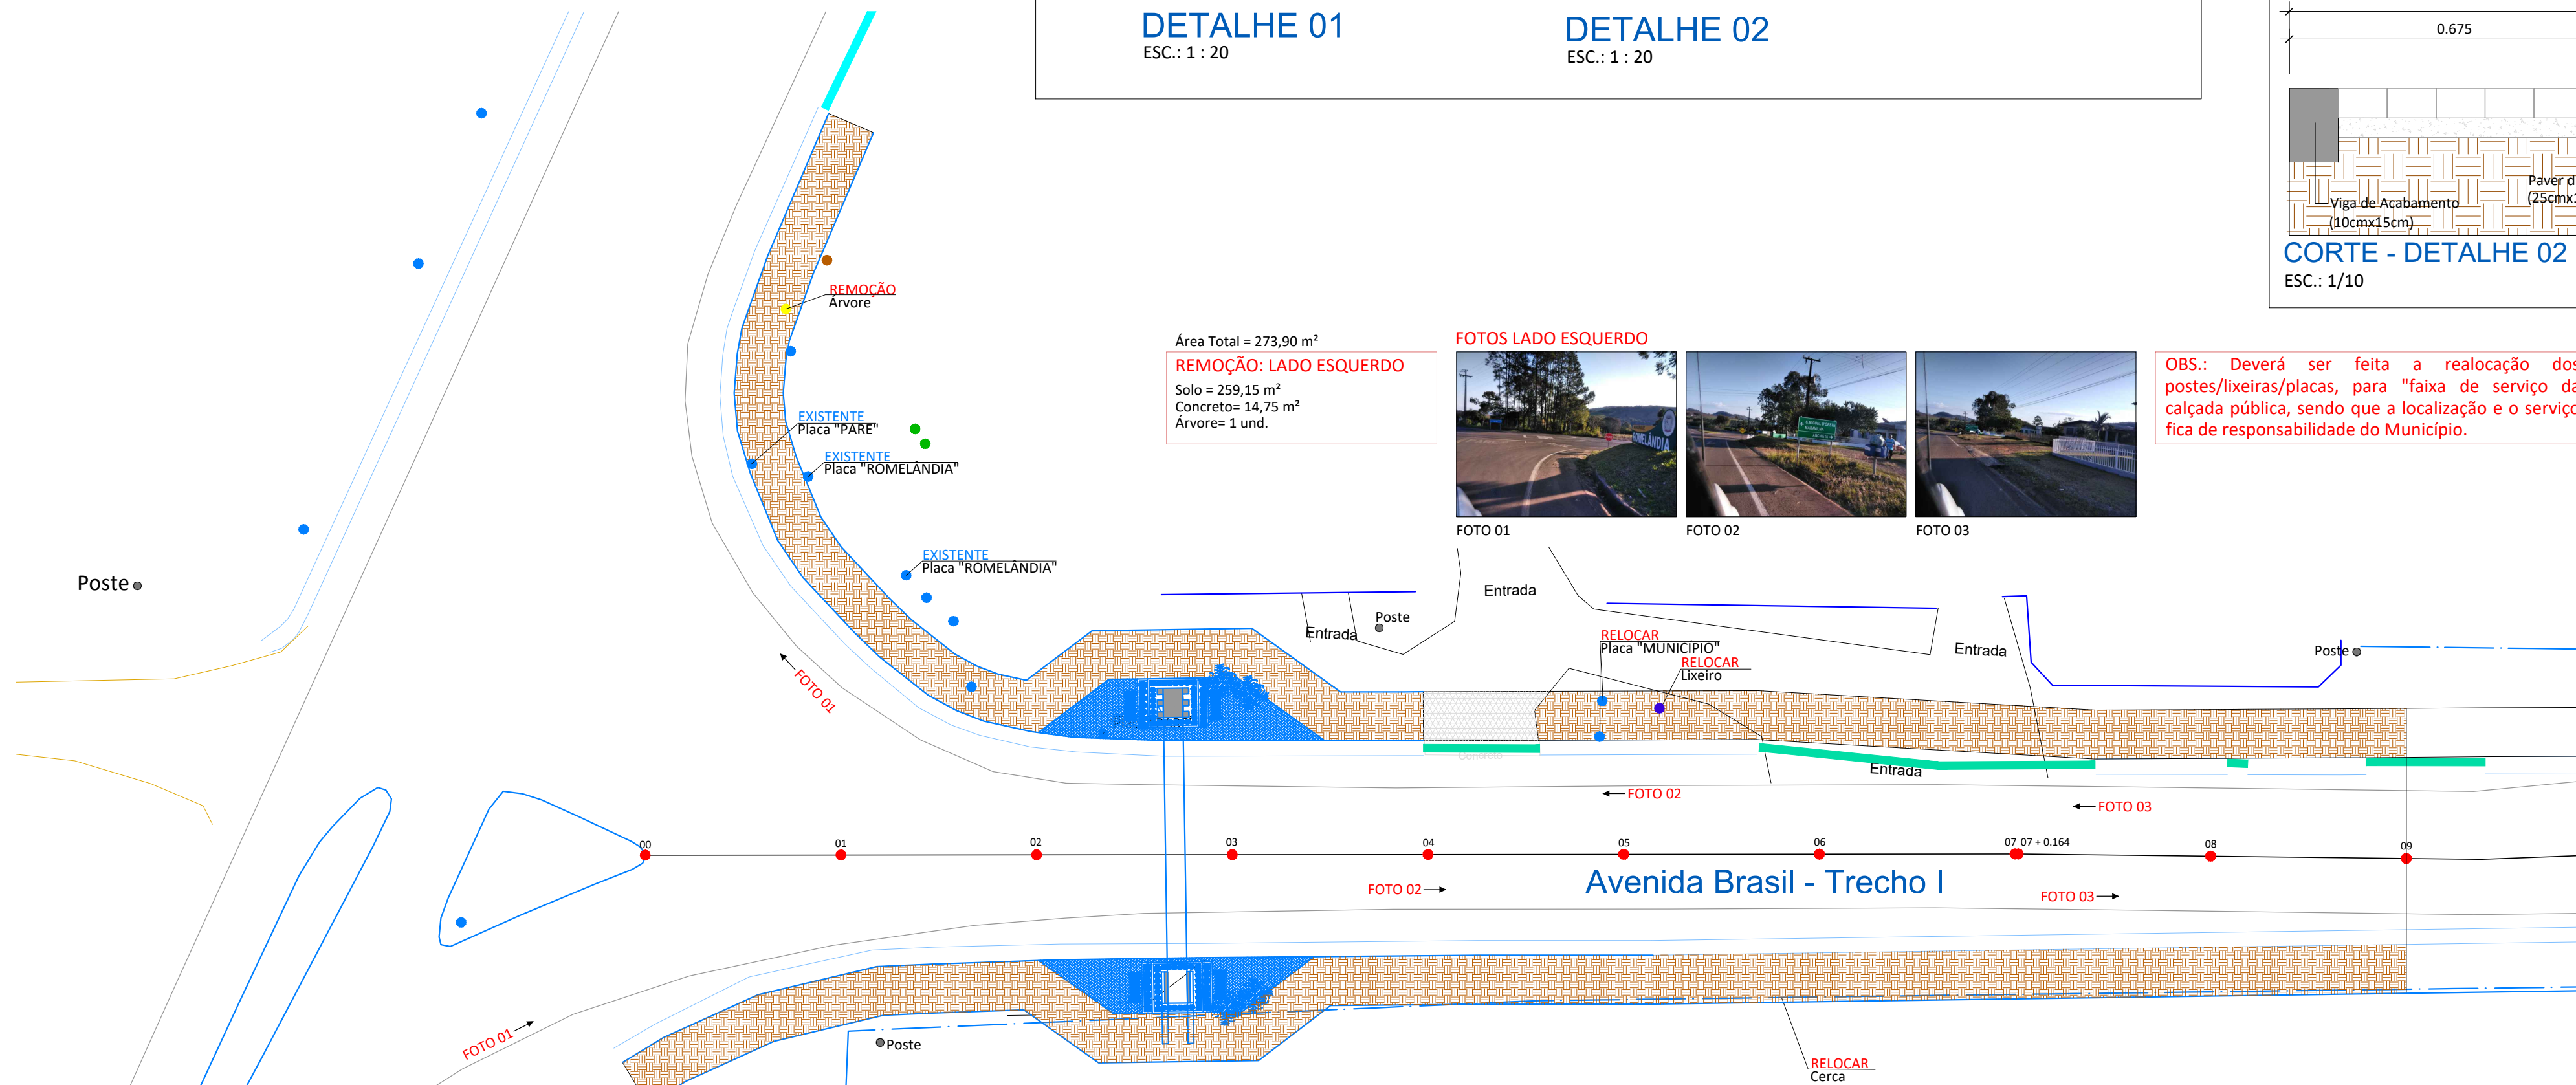 DETALHE 01
ESC.: 1 : 20
DETALHE 02
ESC.: 1 : 20
0.675
Paver d
(25cmx
Viga de Acabamento
(10cmx15cm)
CORTE - DETALHE 02
ESC.: 1/10
REMOÇÃO
Árvore
Área Total = 273,90 m²
REMOÇÃO: LADO ESQUERDO
Solo = 259,15 m²
Concreto= 14,75 m²
Árvore= 1 und.
FOTOS LADO ESQUERDO
ROMELÂNDIA
FOTO 01
FOTO 02
FOTO 03
OBS.: Deverá ser feita a realocação dos
postes/lixeiras/placas, para "faixa de serviço da
calçada pública, sendo que a localização e o serviço
fica de responsabilidade do Município.
EXISTENTE
Placa "PARE"
EXISTENTE
Placa "ROMELÂNDIA"
EXISTENTE
Placa "ROMELÂNDIA"
Poste
Entrada
Poste
Entrada
RELOCAR
Placa "MUNICÍPIO"
RELOCAR
Lixeiro
Entrada
Poste
FOTO 01
Concreto
Entrada
FOTO 02
FOTO 03
00
01
02
03
04
05
06
07 07 + 0.164
08
09
FOTO 02
Avenida Brasil - Trecho I
FOTO 03
FOTO 01
Poste
RELOCAR
Cerca